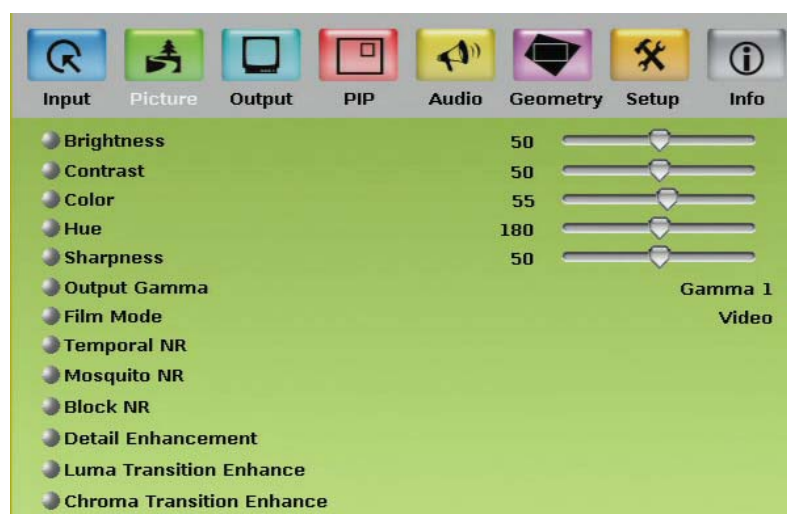 Input Picture Output PIP Audio Geometry Setup Info
Brightness 50
Contrast 50
Color 55
Hue 180
Sharpness 50
Output Gamma Gamma 1
Film Mode Video
Temporal NR
Mosquito NR
Block NR
Detail Enhancement
Luma Transition Enhance
Chroma Transition Enhance